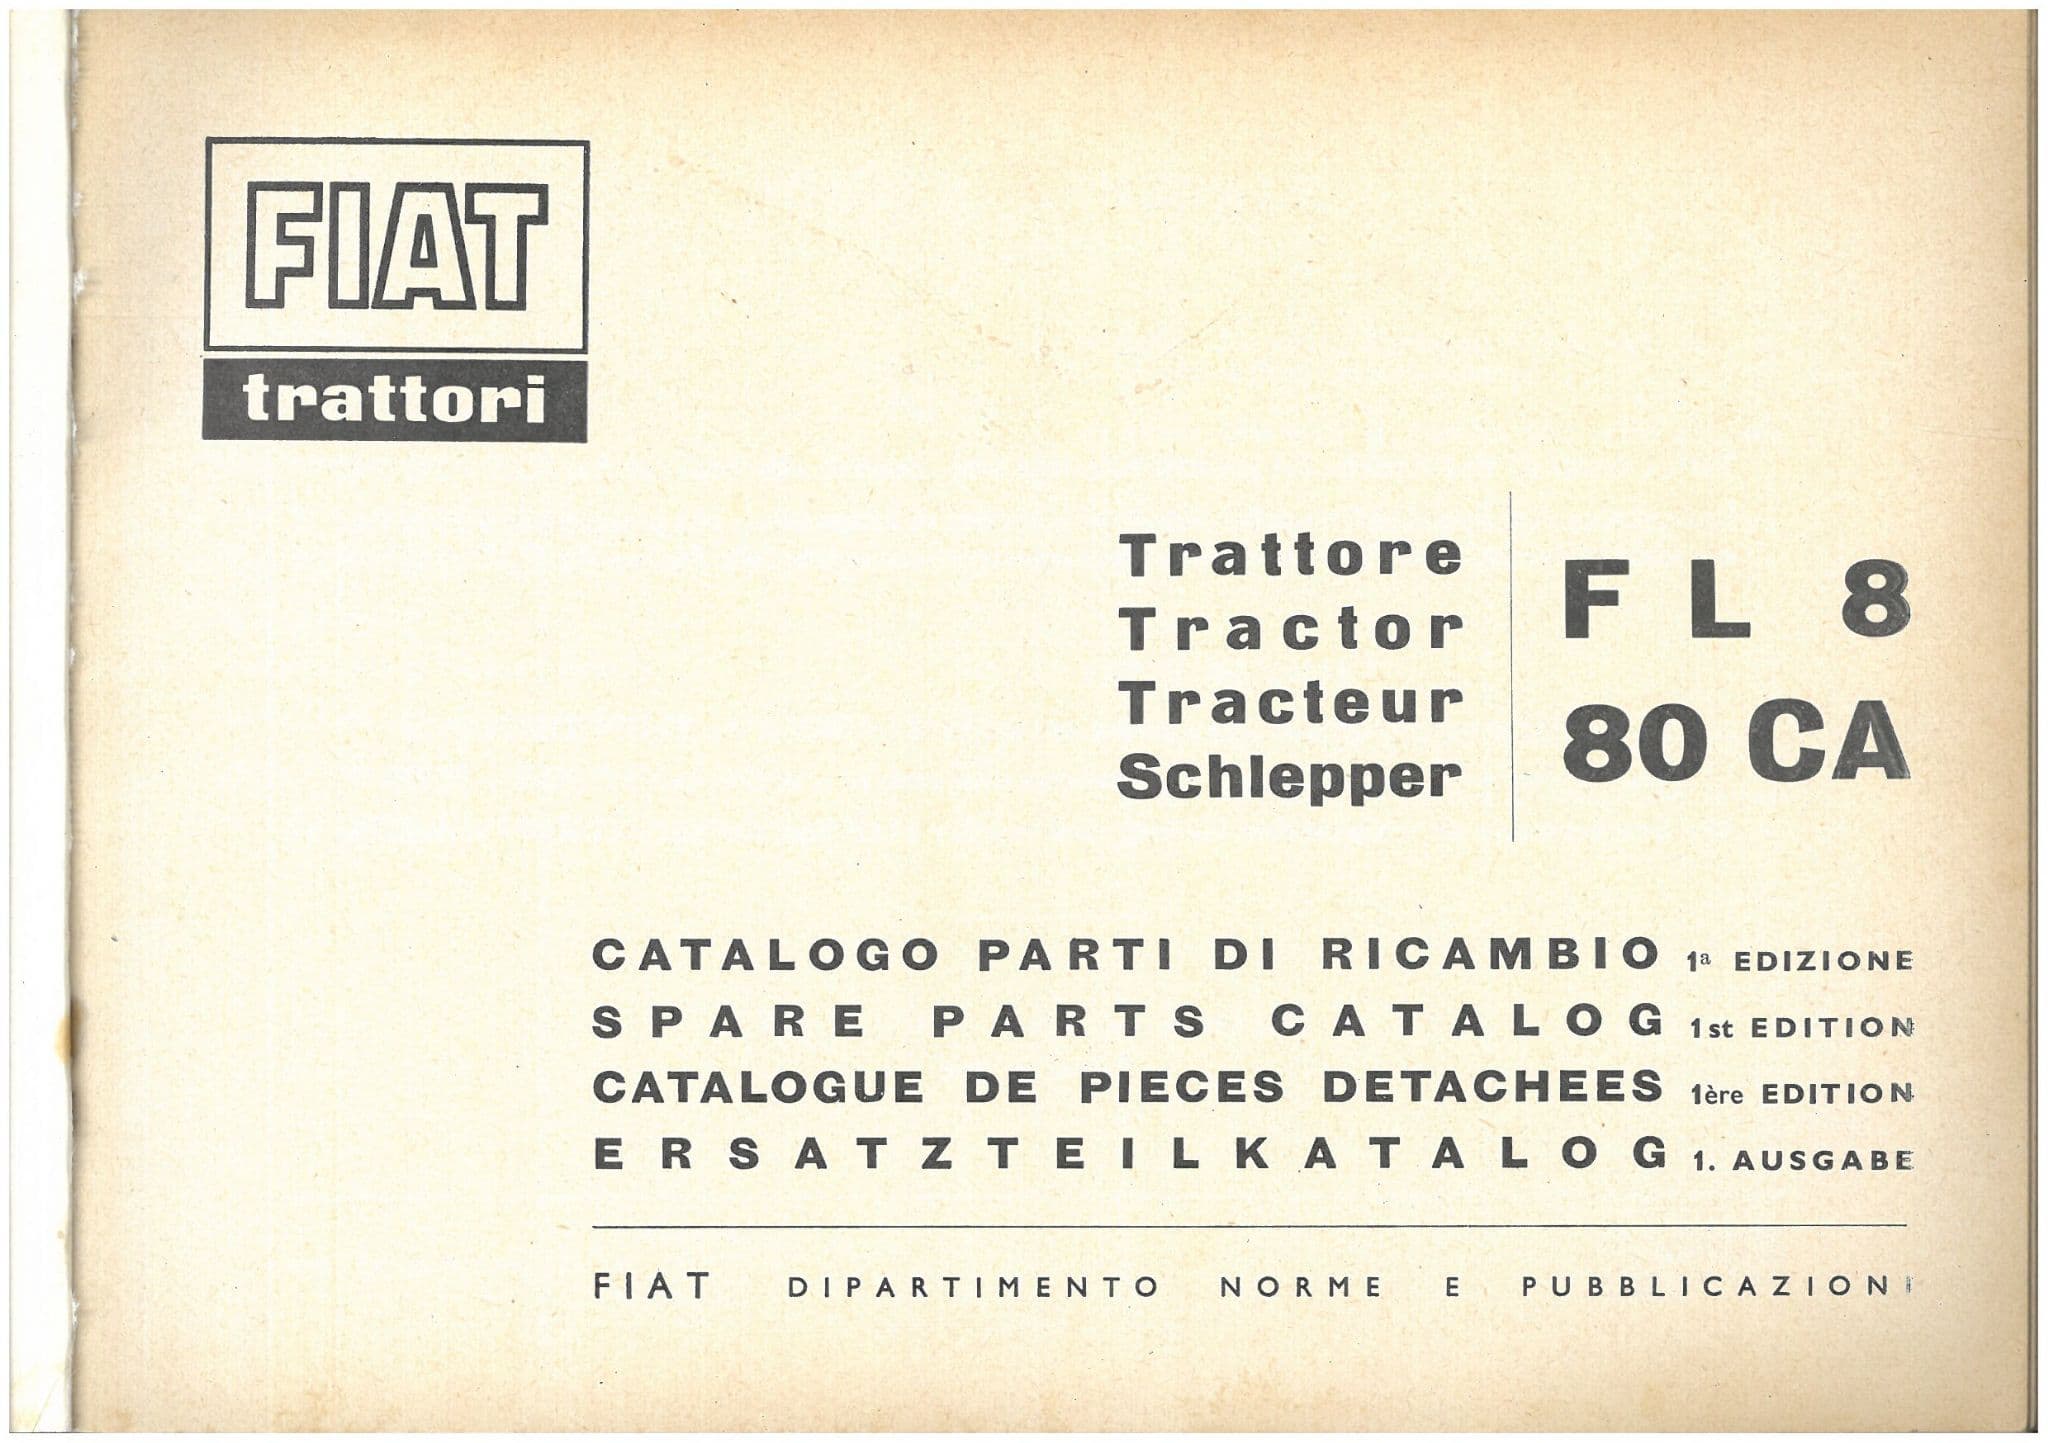 FIAT
trattori
Trattore
Tractor
Tracteur
Schlepper
FL 8
80 CA
CATALOGO PARTI DI RICAMBIO 1ª EDIZIONE
SPARE PARTS CATALOG 1st EDITION
CATALOGUE DE PIECES DETACHEES 1ère EDITION
ERSATZTEILKATALOG 1. AUSGABE
FIAT DIPARTIMENTO NORME E PUBBLICAZIONI